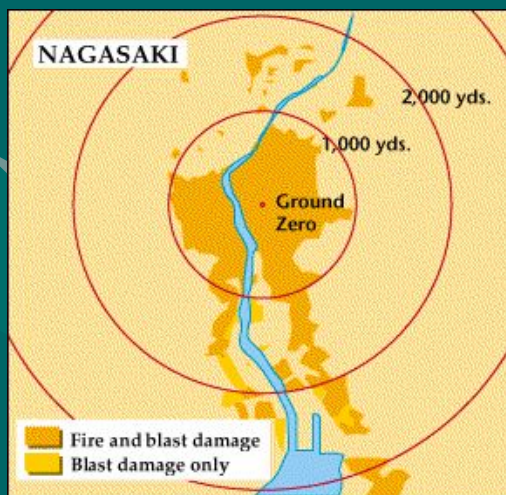 NAGASAKI
2,000 yds.
1,000 yds.
Ground
Zero
Fire and blast damage
Blast damage only